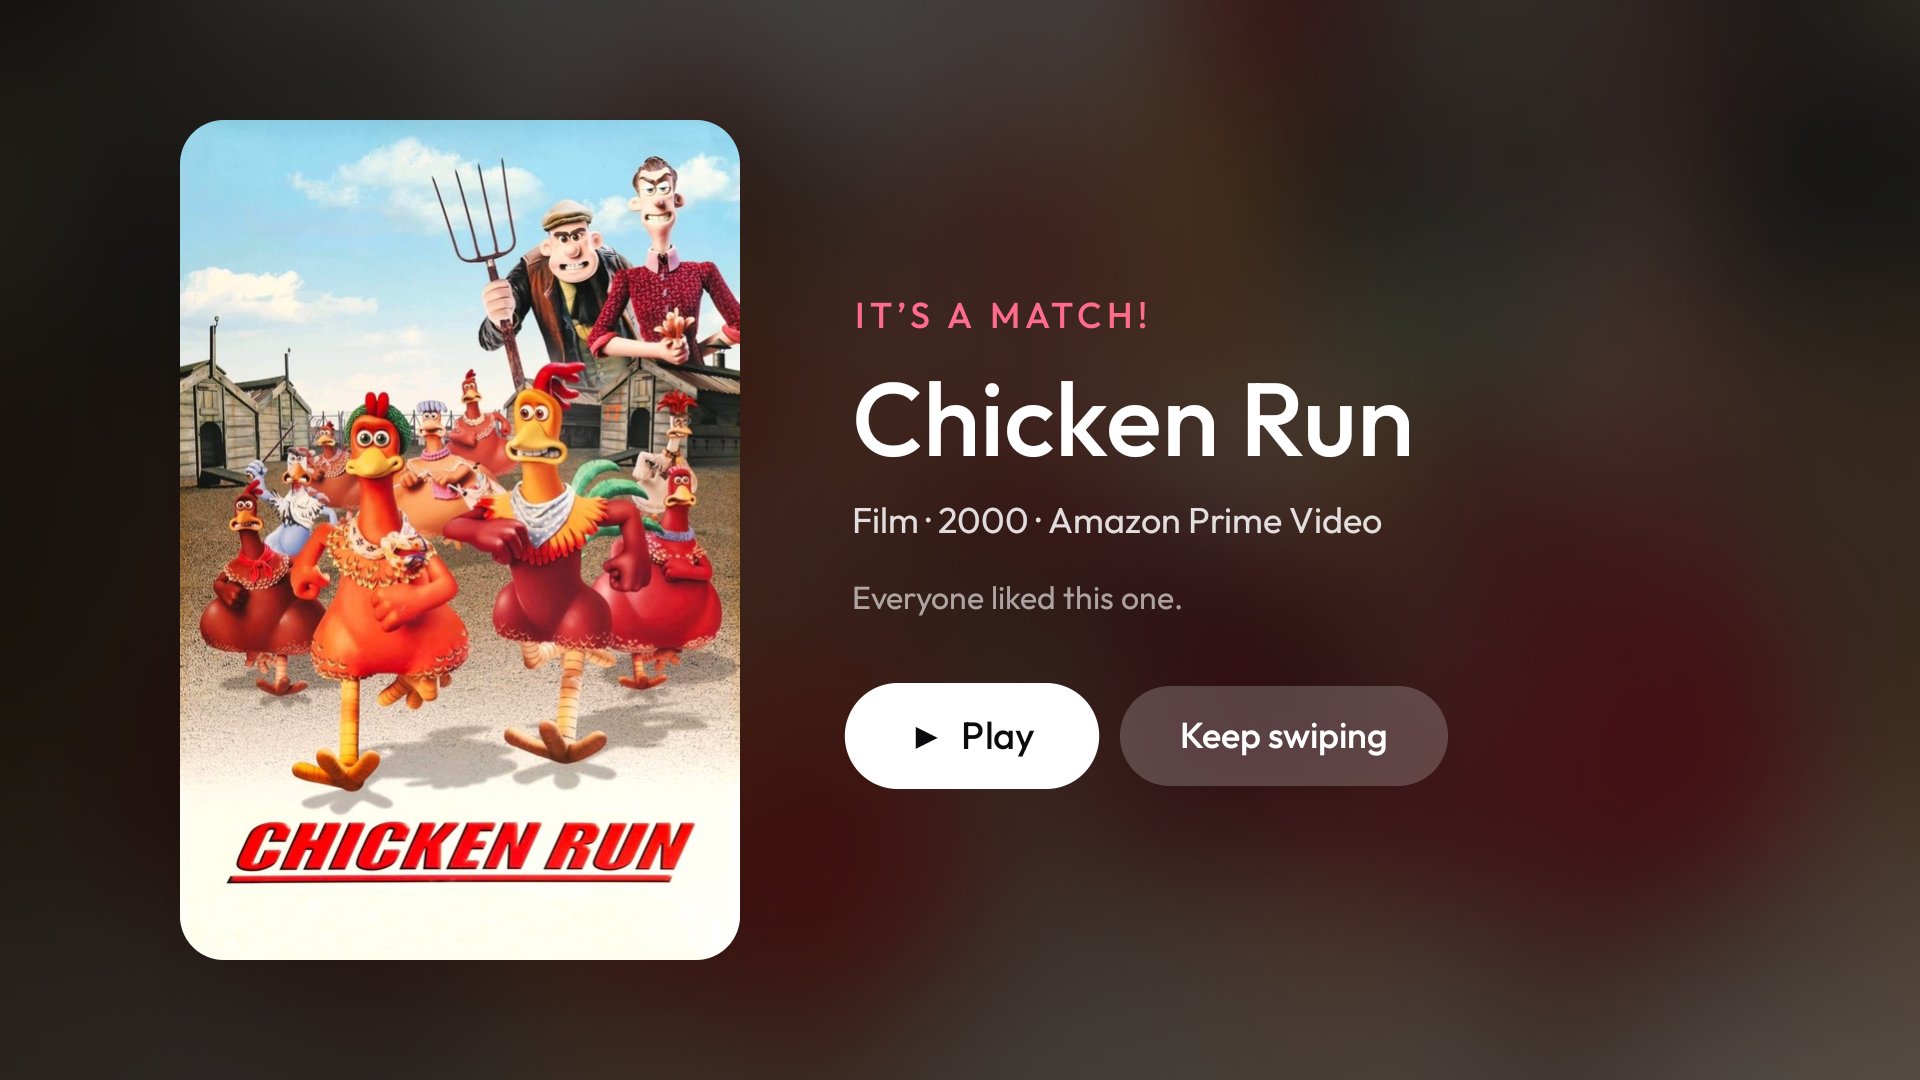 IT’S A MATCH!
Chicken Run
Film · 2000 · Amazon Prime Video
Everyone liked this one.
▶ Play
Keep swiping
CHICKEN RUN